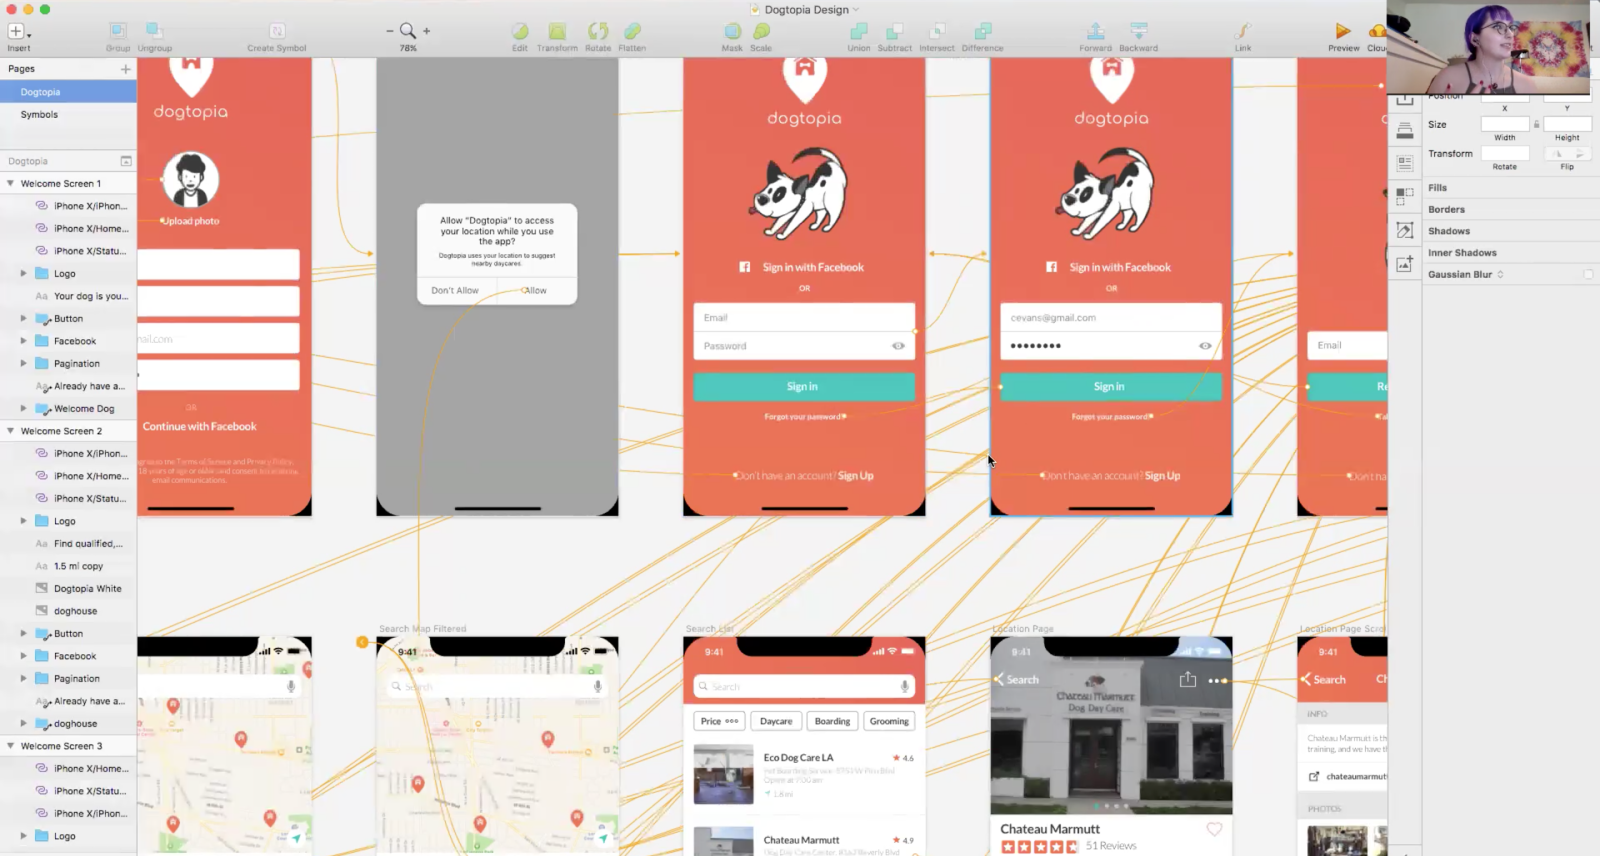 Dogtopia Design
Insert
Group
Ungroup
Create Symbol
78%
Edit
Transform
Rotate
Flatten
Mask
Scale
Union
Subtract
Intersect
Difference
Forward
Backward
Link
Preview
Pages
Dogtopia
Symbols
Dogtopia
Welcome Screen 1
iPhone X/iPhon...
iPhone X/Home...
iPhone X/Statu...
Logo
Aa Your dog is you...
Button
Facebook
Pagination
Aa Already have a...
Welcome Dog
Welcome Screen 2
iPhone X/iPhon...
iPhone X/Home...
iPhone X/Statu...
Logo
Aa Find qualified,...
Aa 1.5 mi copy
Dogtopia White
doghouse
Button
Facebook
Pagination
Aa Already have a...
doghouse
Welcome Screen 3
iPhone X/Home...
iPhone X/Statu...
iPhone X/iPhon...
Logo
dogtopia
Upload photo
OR
Continue with Facebook
Allow "Dogtopia" to access
your location while you use
the app?
Dogtopia uses your location to suggest
nearby daycares.
Don't Allow
Allow
dogtopia
Sign in with Facebook
OR
Email
Password
Sign in
Forgot your password?
Don't have an account? Sign Up
dogtopia
Sign in with Facebook
OR
cevans@gmail.com
Sign in
Forgot your password?
Don't have an account? Sign Up
Email
Search Map Filtered
9:41
Search
Search List
9:41
Search
Price
Daycare
Boarding
Grooming
Eco Dog Care LA
4.6
1.8 mi
Chateau Marmutt
4.9
Location Page
9:41
Search
Chateau Marmutt
Dog Day Care
Chateau Marmutt
51 Reviews
Location Page Scro
9:41
Search
INFO
Chateau Marmutt is th
training, and we have t
chateaumarmutt
PHOTOS
Position
X
Y
Size
Width
Height
Transform
Rotate
Flip
Fills
Borders
Shadows
Inner Shadows
Gaussian Blur